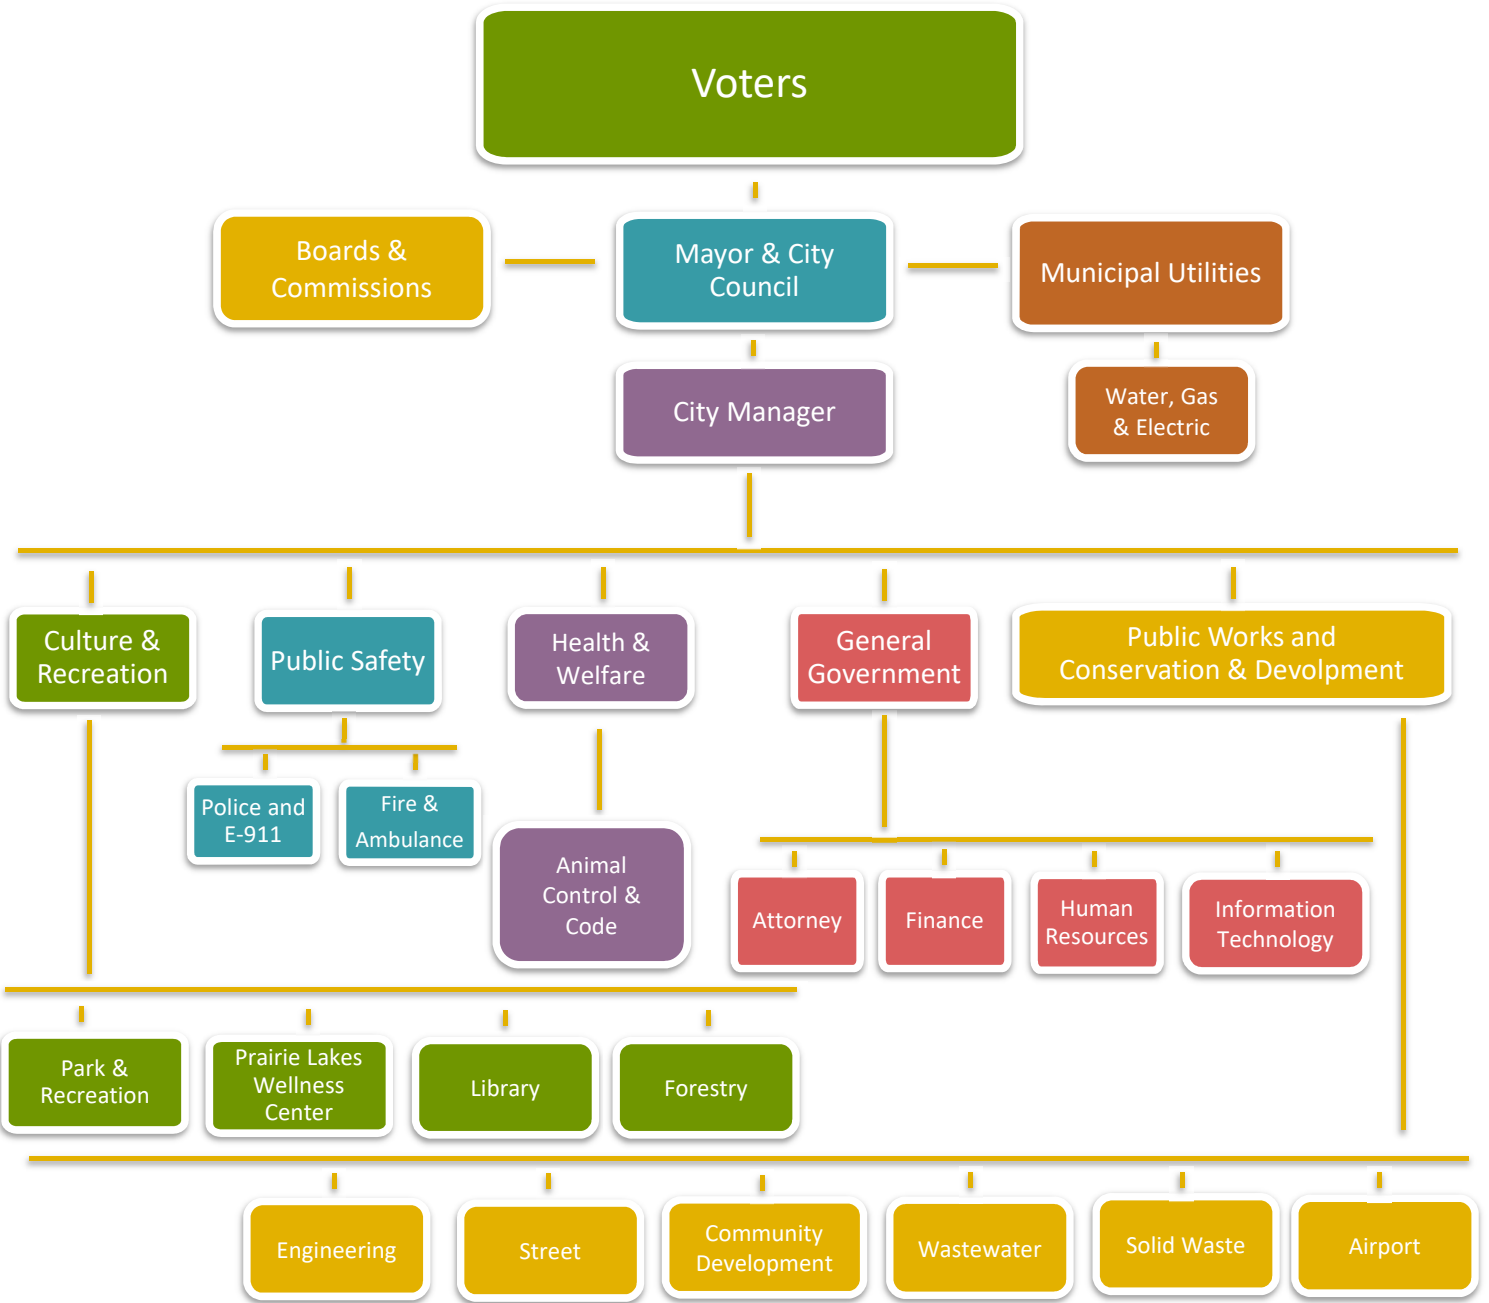 Voters
Boards &
Commissions
Mayor & City
Council
Municipal Utilities
City Manager
Water, Gas
& Electric
Culture &
Recreation
Public Safety
Health &
Welfare
General
Government
Public Works and
Conservation & Devolpment
Police and
E-911
Fire &
Ambulance
Animal
Control &
Code
Attorney
Finance
Human
Resources
Information
Technology
Park &
Recreation
Prairie Lakes
Wellness
Center
Library
Forestry
Engineering
Street
Community
Development
Wastewater
Solid Waste
Airport